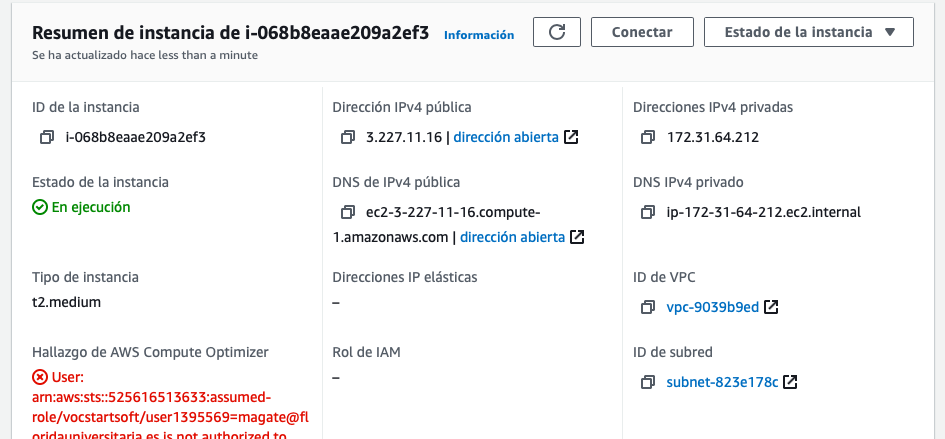 Resumen de instancia de i-068b8eaae209a2ef3 Información
Conectar
Estado de la instancia
Se ha actualizado hace less than a minute
ID de la instancia
i-068b8eaae209a2ef3
Dirección IPv4 pública
3.227.11.16 | dirección abierta
Direcciones IPv4 privadas
172.31.64.212
Estado de la instancia
En ejecución
DNS de IPv4 pública
ec2-3-227-11-16.compute-
1.amazonaws.com | dirección abierta
DNS IPv4 privado
ip-172-31-64-212.ec2.internal
Tipo de instancia
t2.medium
Direcciones IP elásticas
–
ID de VPC
vpc-9039b9ed
Hallazgo de AWS Compute Optimizer
User:
arn:aws:sts::525616513633:assumed-
role/vocstartsoft/user1395569=magate@fl
oridauniversitaria.es is not authorized to
Rol de IAM
–
ID de subred
subnet-823e178c